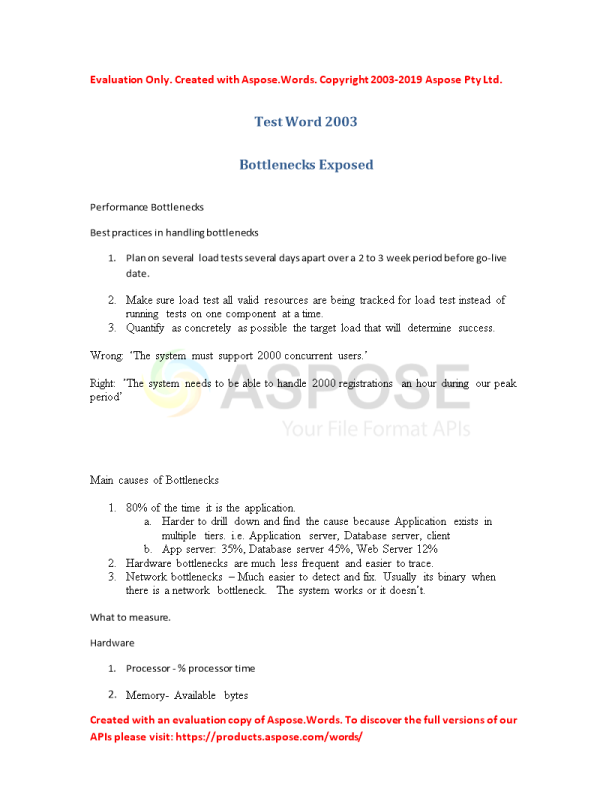 Evaluation Only. Created with Aspose.Words. Copyright 2003-2019 Aspose Pty Ltd.
Test Word 2003
Bottlenecks Exposed
Performance Bottlenecks
Best practices in handling bottlenecks
1. Plan on several load tests several days apart over a 2 to 3 week period before go-live
date.
2. Make sure load test all valid resources are being tracked for load test instead of
running tests on one component at a time.
3. Quantify as concretely as possible the target load that will determine success.
Wrong: ‘The system must support 2000 concurrent users.’
Right: ‘The system needs to be able to handle 2000 registrations an hour during our peak
period’
ASPOSE
Your File Format APIs
Main causes of Bottlenecks
1. 80% of the time it is the application.
a. Harder to drill down and find the cause because Application exists in
multiple tiers. i.e. Application server, Database server, client
b. App server: 35%, Database server 45%, Web Server 12%
2. Hardware bottlenecks are much less frequent and easier to trace.
3. Network bottlenecks – Much easier to detect and fix. Usually its binary when
there is a network bottleneck. The system works or it doesn’t.
What to measure.
Hardware
1. Processor - % processor time
2. Memory- Available bytes
Created with an evaluation copy of Aspose.Words. To discover the full versions of our
APIs please visit: https://products.aspose.com/words/